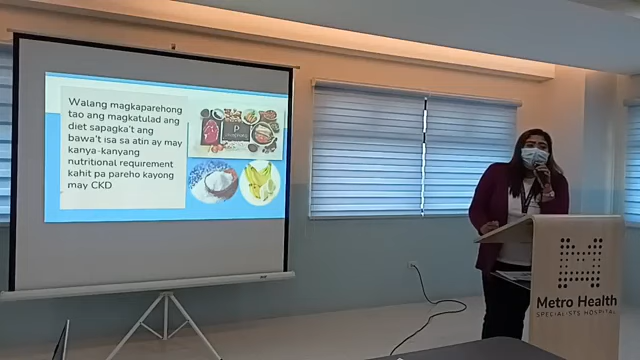 Walang magkaparehong
tao ang magkatulad ang
diet sapagka't ang
bawa't isa sa atin ay may
kanya-kanyang
nutritional requirement
kahit pa pareho kayong
may CKD
P
Metro Health
SPECIALISTS HOSPITAL